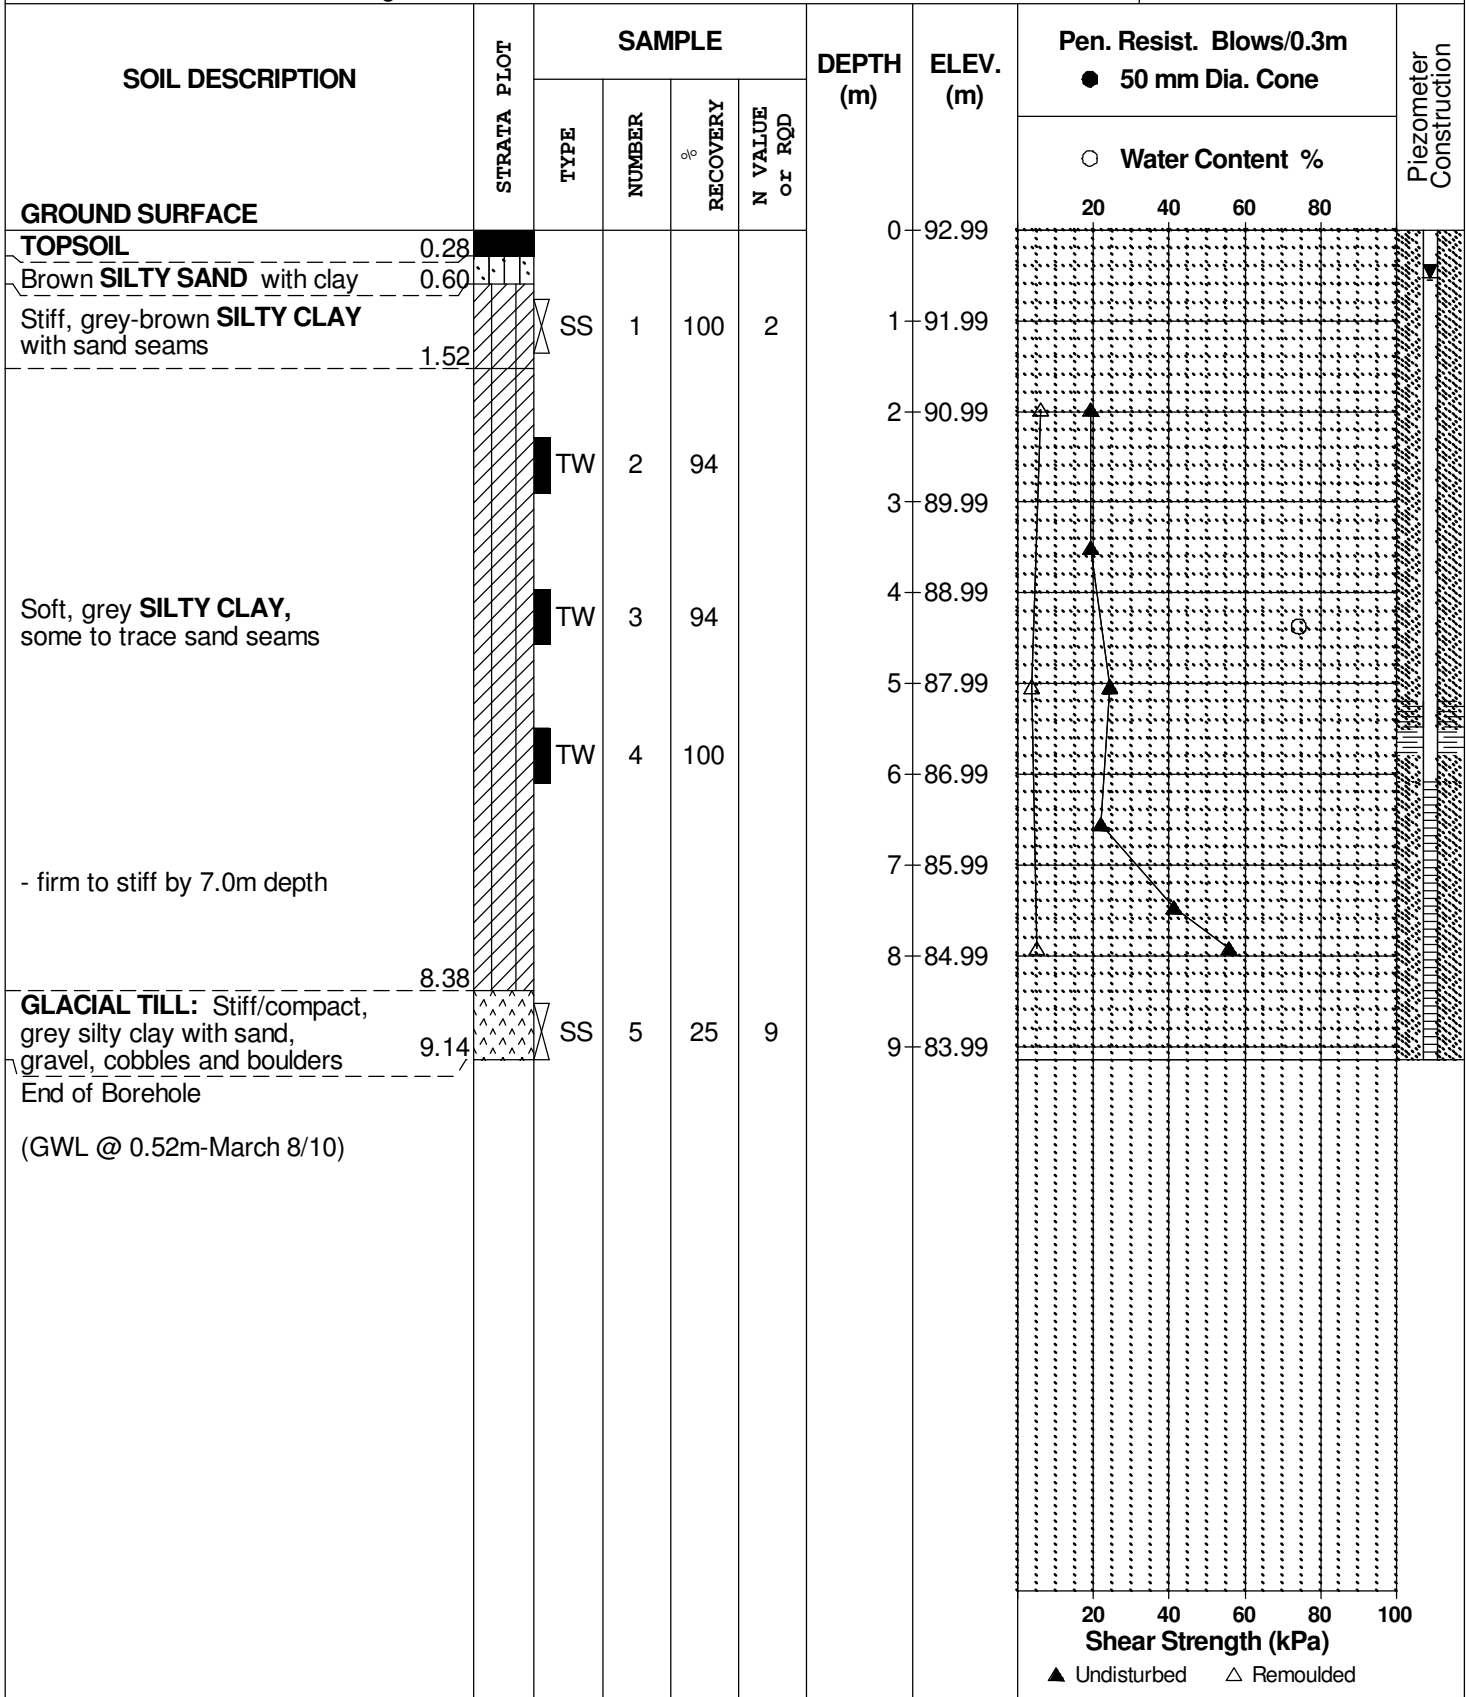 SOIL DESCRIPTION
STRATA PLOT
SAMPLE
TYPE
NUMBER
% RECOVERY
N VALUE
or RQD
DEPTH
(m)
ELEV.
(m)
Pen. Resist. Blows/0.3m
50 mm Dia. Cone
Water Content %
20 40 60 80
Piezometer
Construction
GROUND SURFACE
0 92.99
TOPSOIL 0.28
Brown SILTY SAND with clay 0.60
Stiff, grey-brown SILTY CLAY
with sand seams
1.52
SS 1 100 2
1 91.99
2 90.99
TW 2 94
3 89.99
4 88.99
Soft, grey SILTY CLAY,
some to trace sand seams
TW 3 94
5 87.99
TW 4 100
6 86.99
7 85.99
- firm to stiff by 7.0m depth
8 84.99
8.38
GLACIAL TILL: Stiff/compact,
grey silty clay with sand,
gravel, cobbles and boulders
9.14
SS 5 25 9
9 83.99
End of Borehole
(GWL @ 0.52m-March 8/10)
20 40 60 80 100
Shear Strength (kPa)
Undisturbed Remoulded